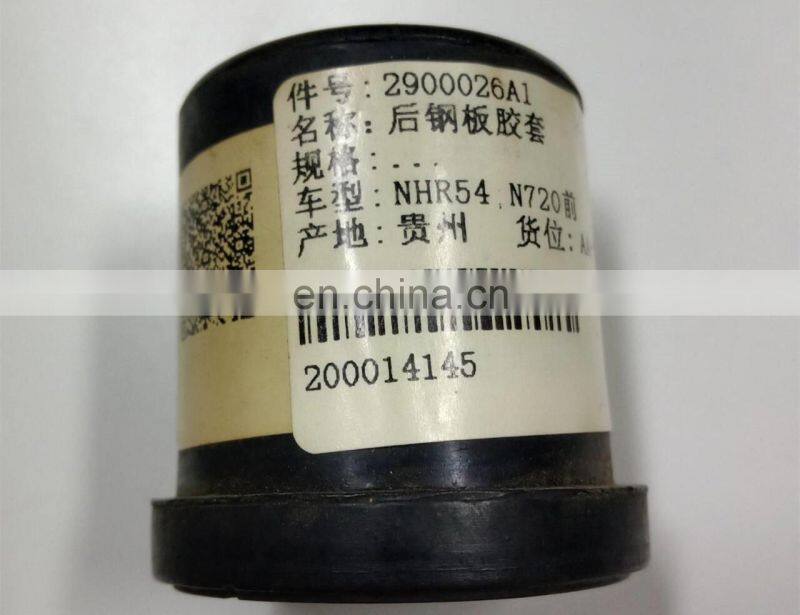 件号:2900026A1
名称:后钢板胶套
规格:...
车型:NHR54 N720前
产地:贵州 货位:
en.china.cn
200014145